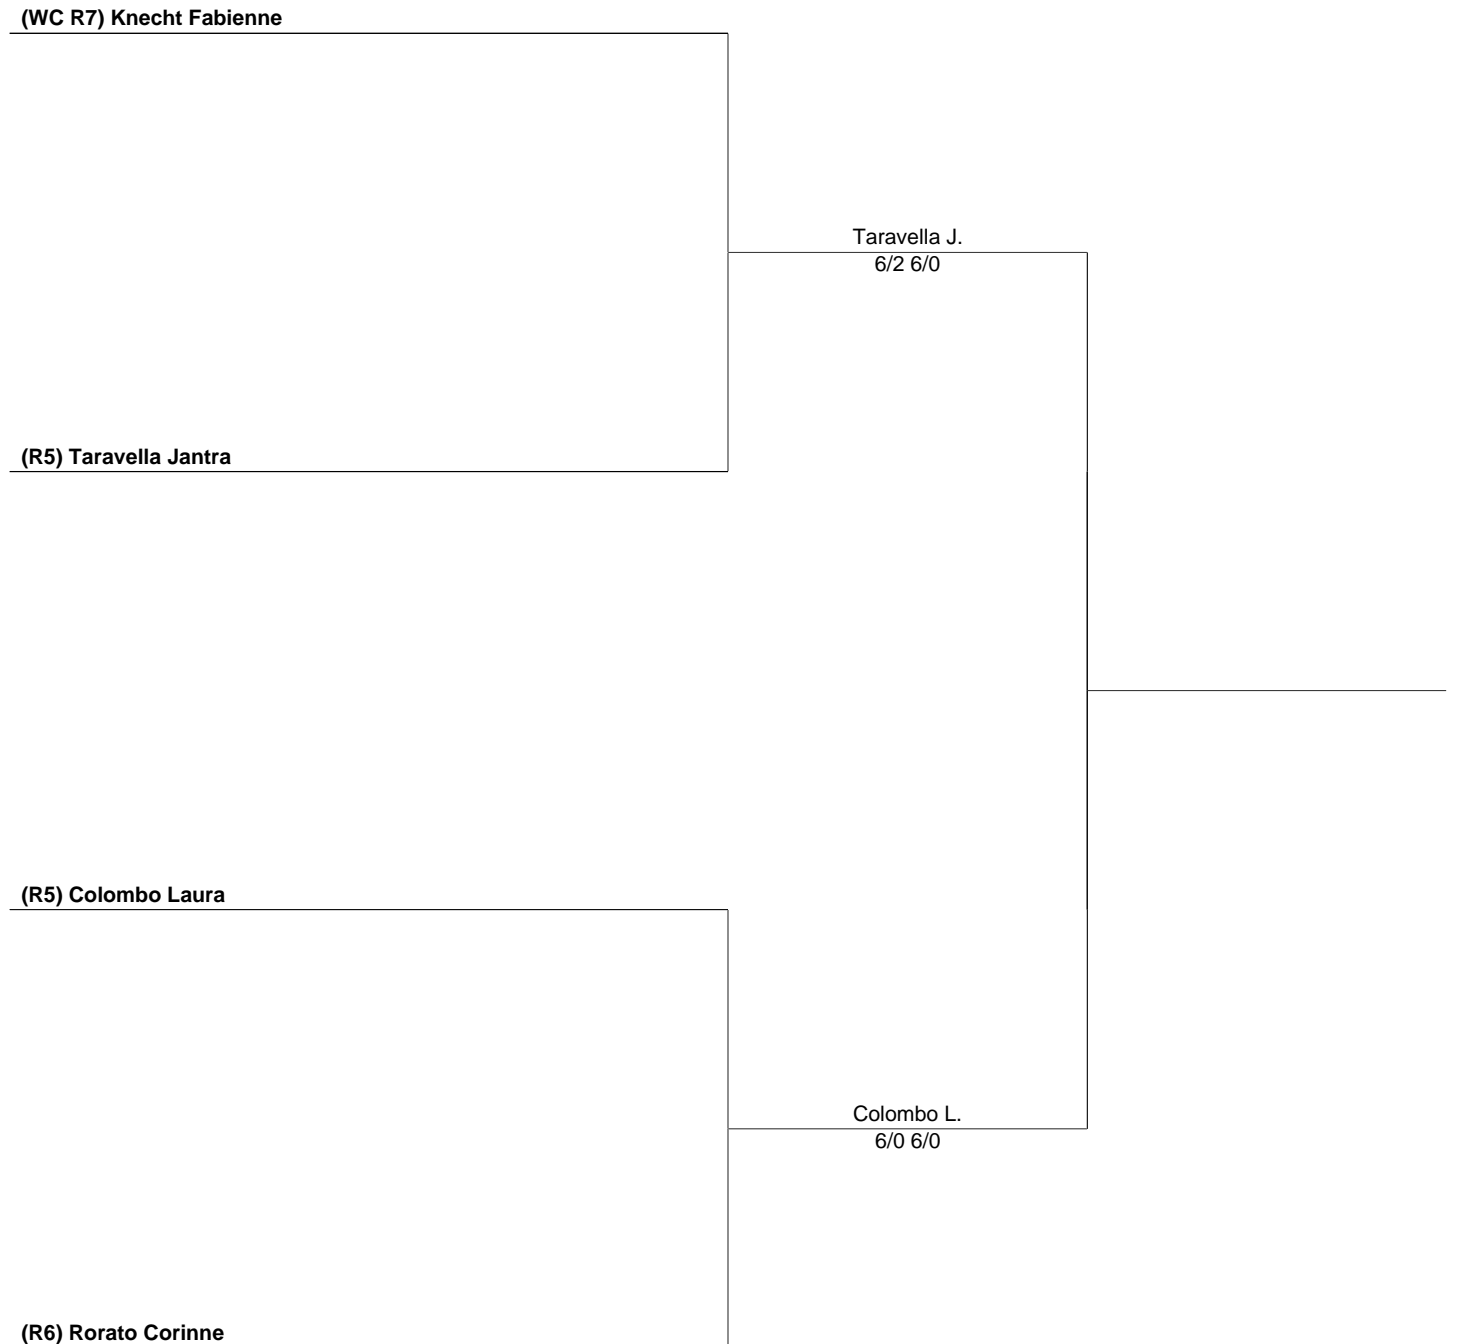 (WC R7) Knecht Fabienne
Taravella J.
6/2 6/0
(R5) Taravella Jantra
(R5) Colombo Laura
Colombo L.
6/0 6/0
(R6) Rorato Corinne